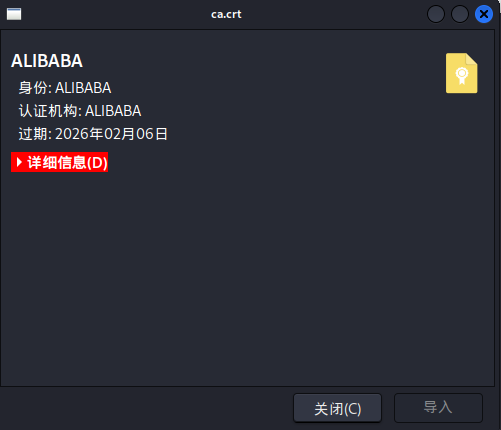 ca.crt
ALIBABA
身份: ALIBABA
认证机构: ALIBABA
过期: 2026年02月06日
详细信息(D)
关闭(C)
导入